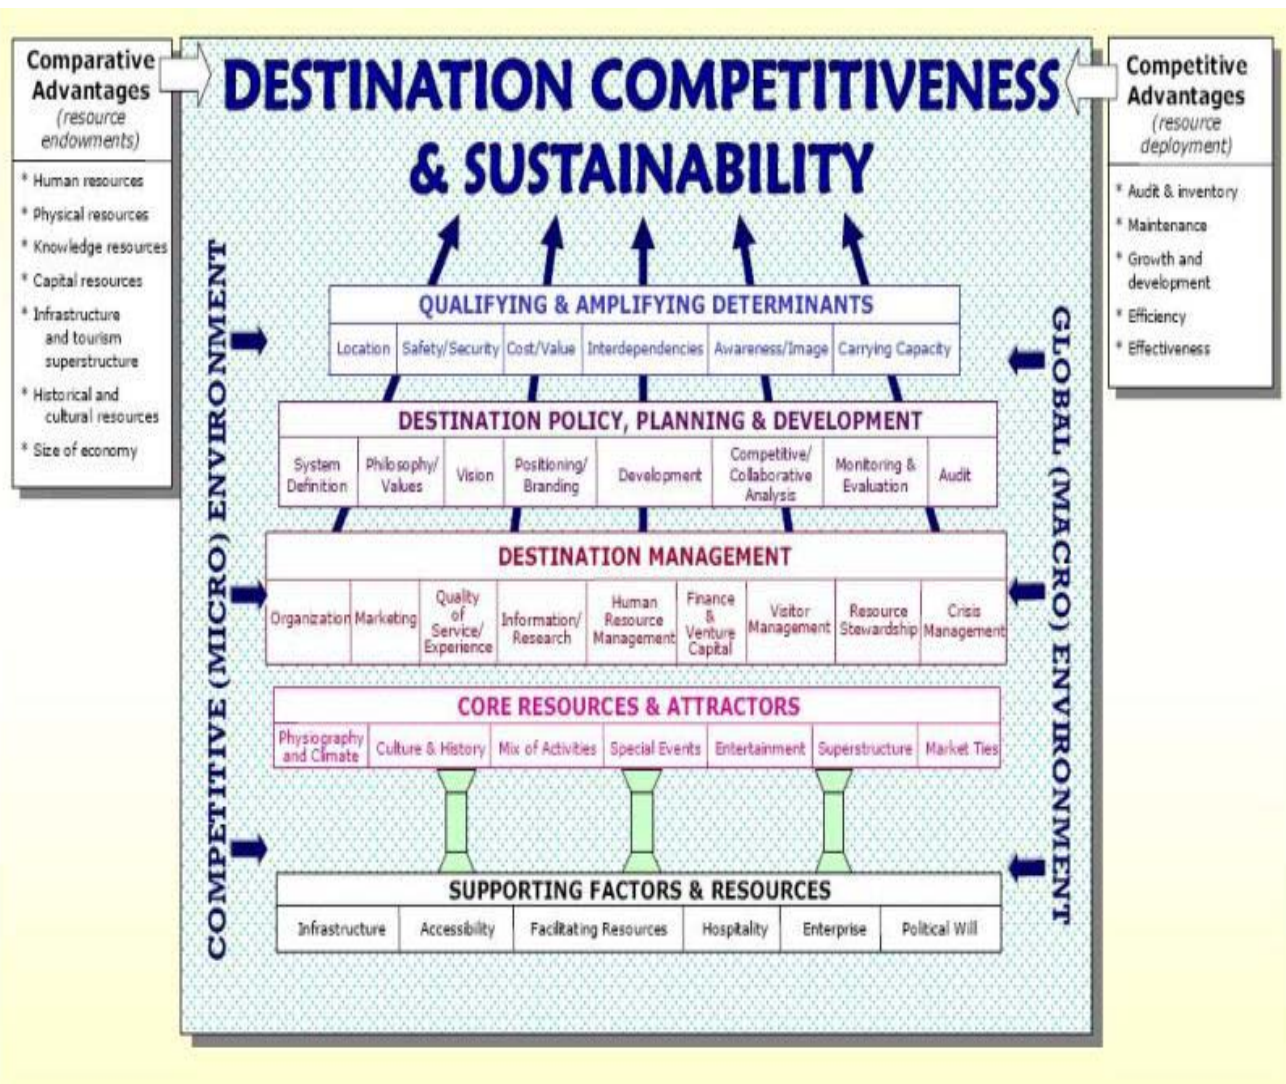 Comparative
Advantages
(resource
endowments)
* Human resources
* Physical resources
* Knowledge resources
* Capital resources
* Infrastructure
and tourism
superstructure
* Historical and
cultural resources
* Size of economy
DESTINATION COMPETITIVENESS
& SUSTAINABILITY
Competitive
Advantages
(resource
deployment)
* Audit & inventory
* Maintenance
* Growth and
development
* Efficiency
* Effectiveness
COMPETITIVE (MICRO) ENVIRONMENT
GLOBAL (MACRO) ENVIRONMENT
QUALIFYING & AMPLIFYING DETERMINANTS
Location
Safety/Security
Cost/Value
Interdependencies
Awareness/Image
Carrying Capacity
DESTINATION POLICY, PLANNING & DEVELOPMENT
System
Definition
Philosophy/
Values
Vision
Positioning/
Branding
Development
Competitive/
Collaborative
Analysis
Monitoring &
Evaluation
Audit
DESTINATION MANAGEMENT
Organization
Marketing
Quality
of
Service/
Experience
Information/
Research
Human
Resource
Management
Finance
&
Venture
Capital
Visitor
Management
Resource
Stewardship
Crisis
Management
CORE RESOURCES & ATTRACTORS
Physiography
and Climate
Culture & History
Mix of Activities
Special Events
Entertainment
Superstructure
Market Ties
SUPPORTING FACTORS & RESOURCES
Infrastructure
Accessibility
Facilitating Resources
Hospitality
Enterprise
Political Will